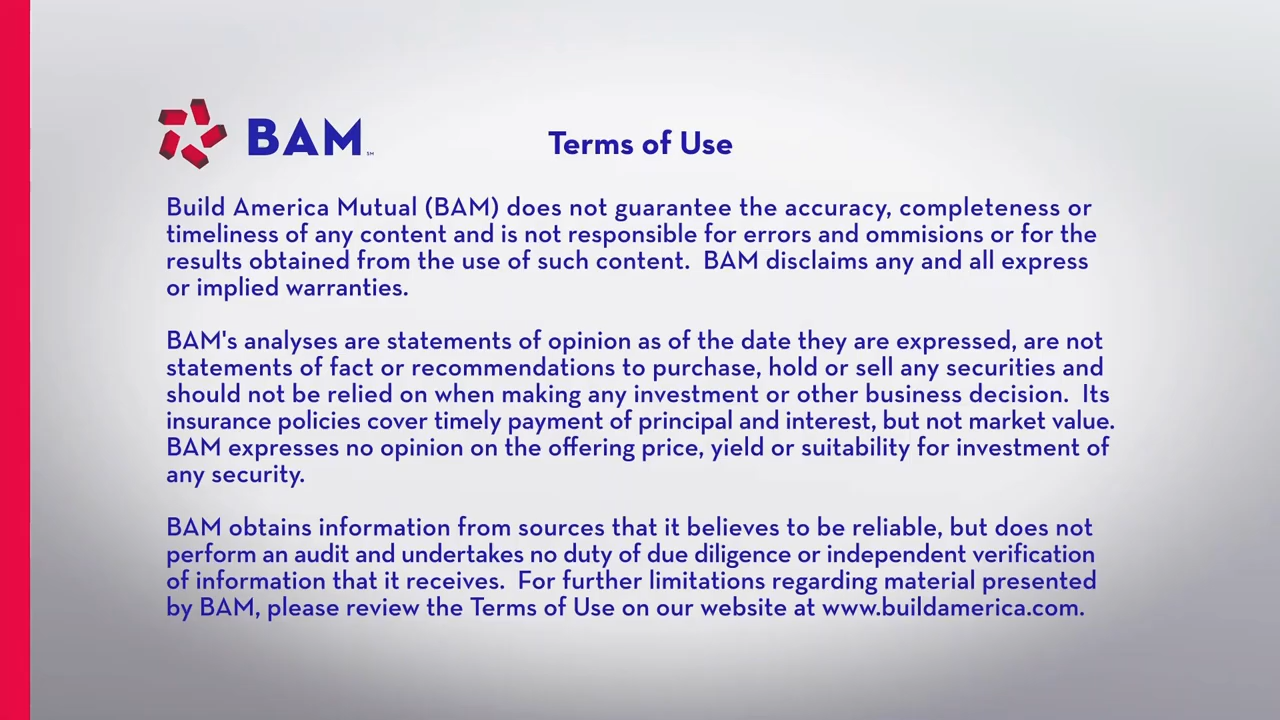 BAM℠
Terms of Use
Build America Mutual (BAM) does not guarantee the accuracy, completeness or
timeliness of any content and is not responsible for errors and ommisions or for the
results obtained from the use of such content.  BAM disclaims any and all express
or implied warranties.
BAM's analyses are statements of opinion as of the date they are expressed, are not
statements of fact or recommendations to purchase, hold or sell any securities and
should not be relied on when making any investment or other business decision.  Its
insurance policies cover timely payment of principal and interest, but not market value.
BAM expresses no opinion on the offering price, yield or suitability for investment of
any security.
BAM obtains information from sources that it believes to be reliable, but does not
perform an audit and undertakes no duty of due diligence or independent verification
of information that it receives.  For further limitations regarding material presented
by BAM, please review the Terms of Use on our website at www.buildamerica.com.